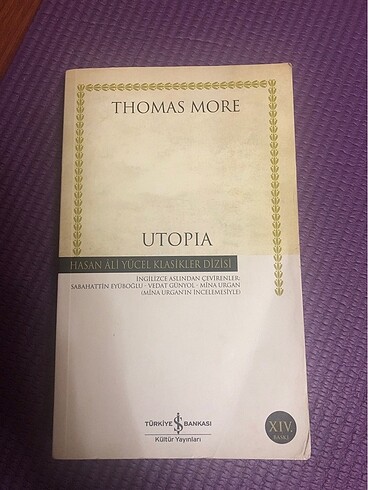 THOMAS MORE
UTOPIA
HASAN ÂLİ YÜCEL KLASİKLER DİZİSİ
İNGİLİZCE ASLINDAN ÇEVİRENLER:
SABAHATTİN EYÜBOĞLU - VEDAT GÜNYOL - MİNA URGAN
(MİNA URGAN'IN İNCELEMESİYLE)
TÜRKİYE İŞ BANKASI
Kültür Yayınları
XIV.
BASKI